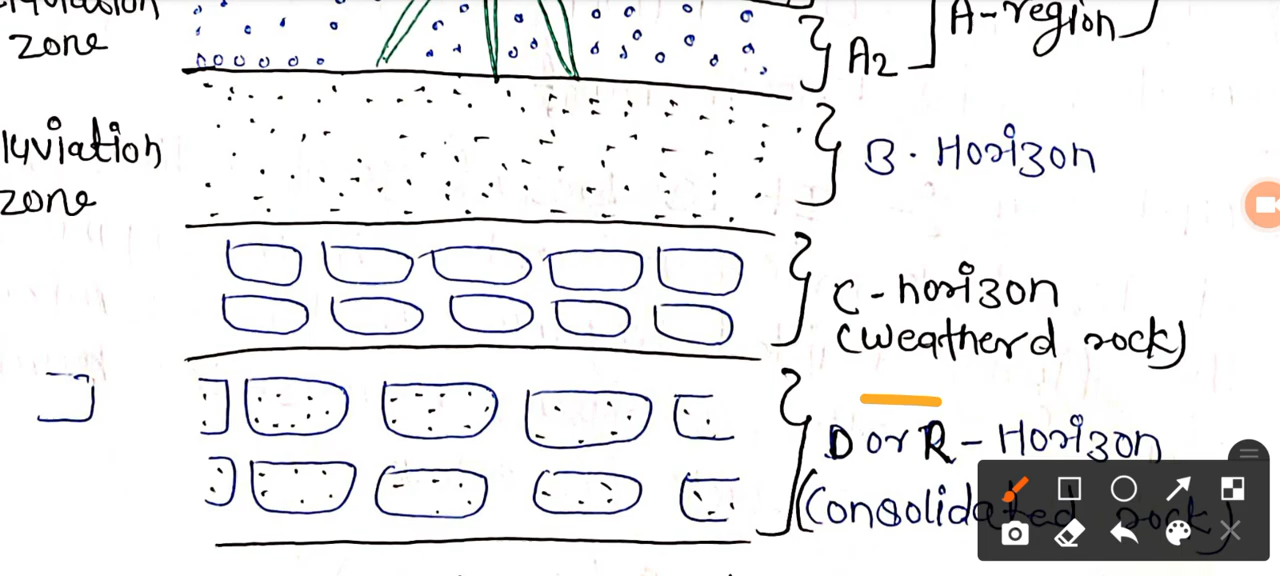 zone
A-region
A2
B. Horizon
zone
C-horizon
(weatherd rock)
D or R - Horizon
(consolidated rock)